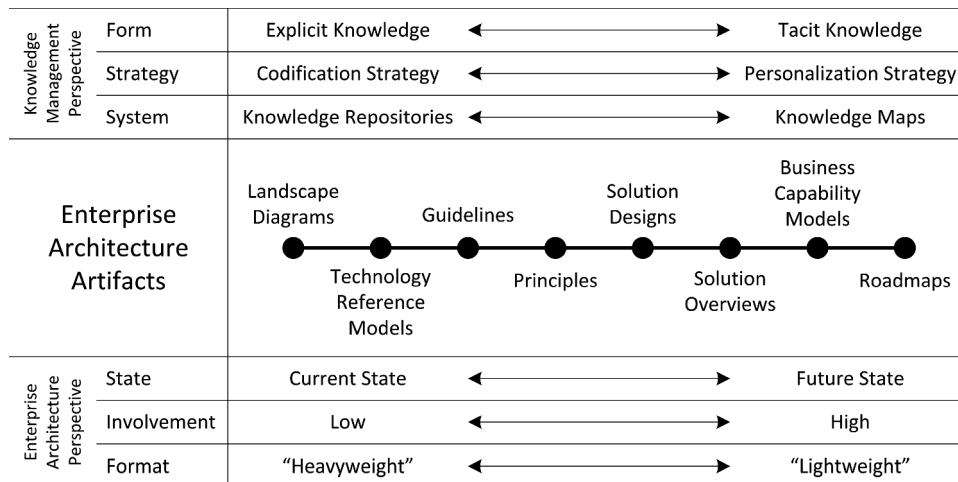 Knowledge
Management
Perspective
Form
Explicit Knowledge
Tacit Knowledge
Strategy
Codification Strategy
Personalization Strategy
System
Knowledge Repositories
Knowledge Maps
Enterprise
Architecture
Artifacts
Landscape
Diagrams
Technology
Reference
Models
Guidelines
Principles
Solution
Designs
Solution
Overviews
Business
Capability
Models
Roadmaps
Enterprise
Architecture
Perspective
State
Current State
Future State
Involvement
Low
High
Format
“Heavyweight”
“Lightweight”